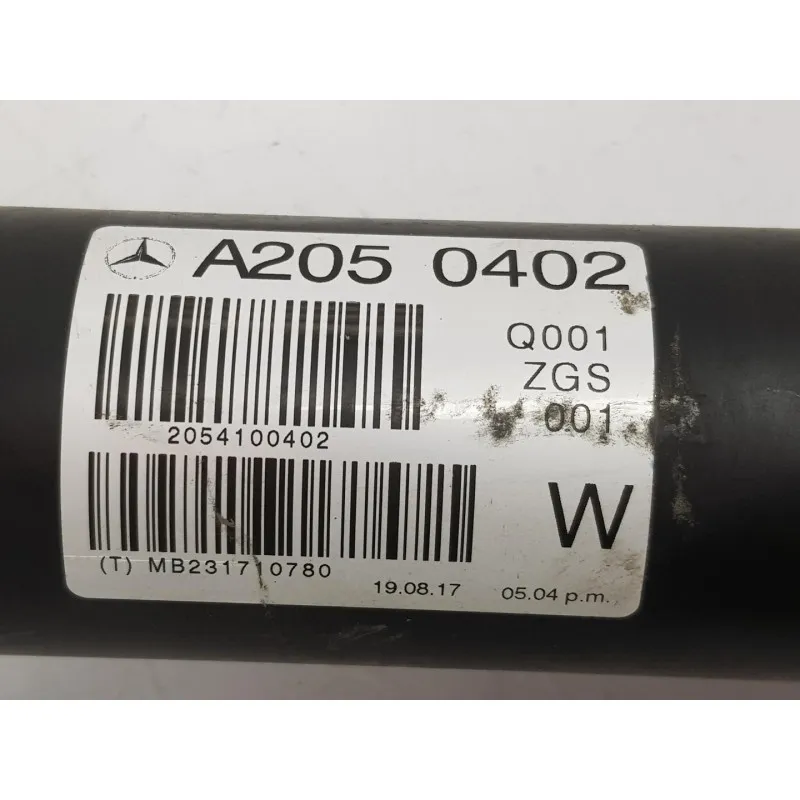 A205 0402
Q001
ZGS
001
2054100402
W
(T) MB231710780
19.08.17 05.04 p.m.